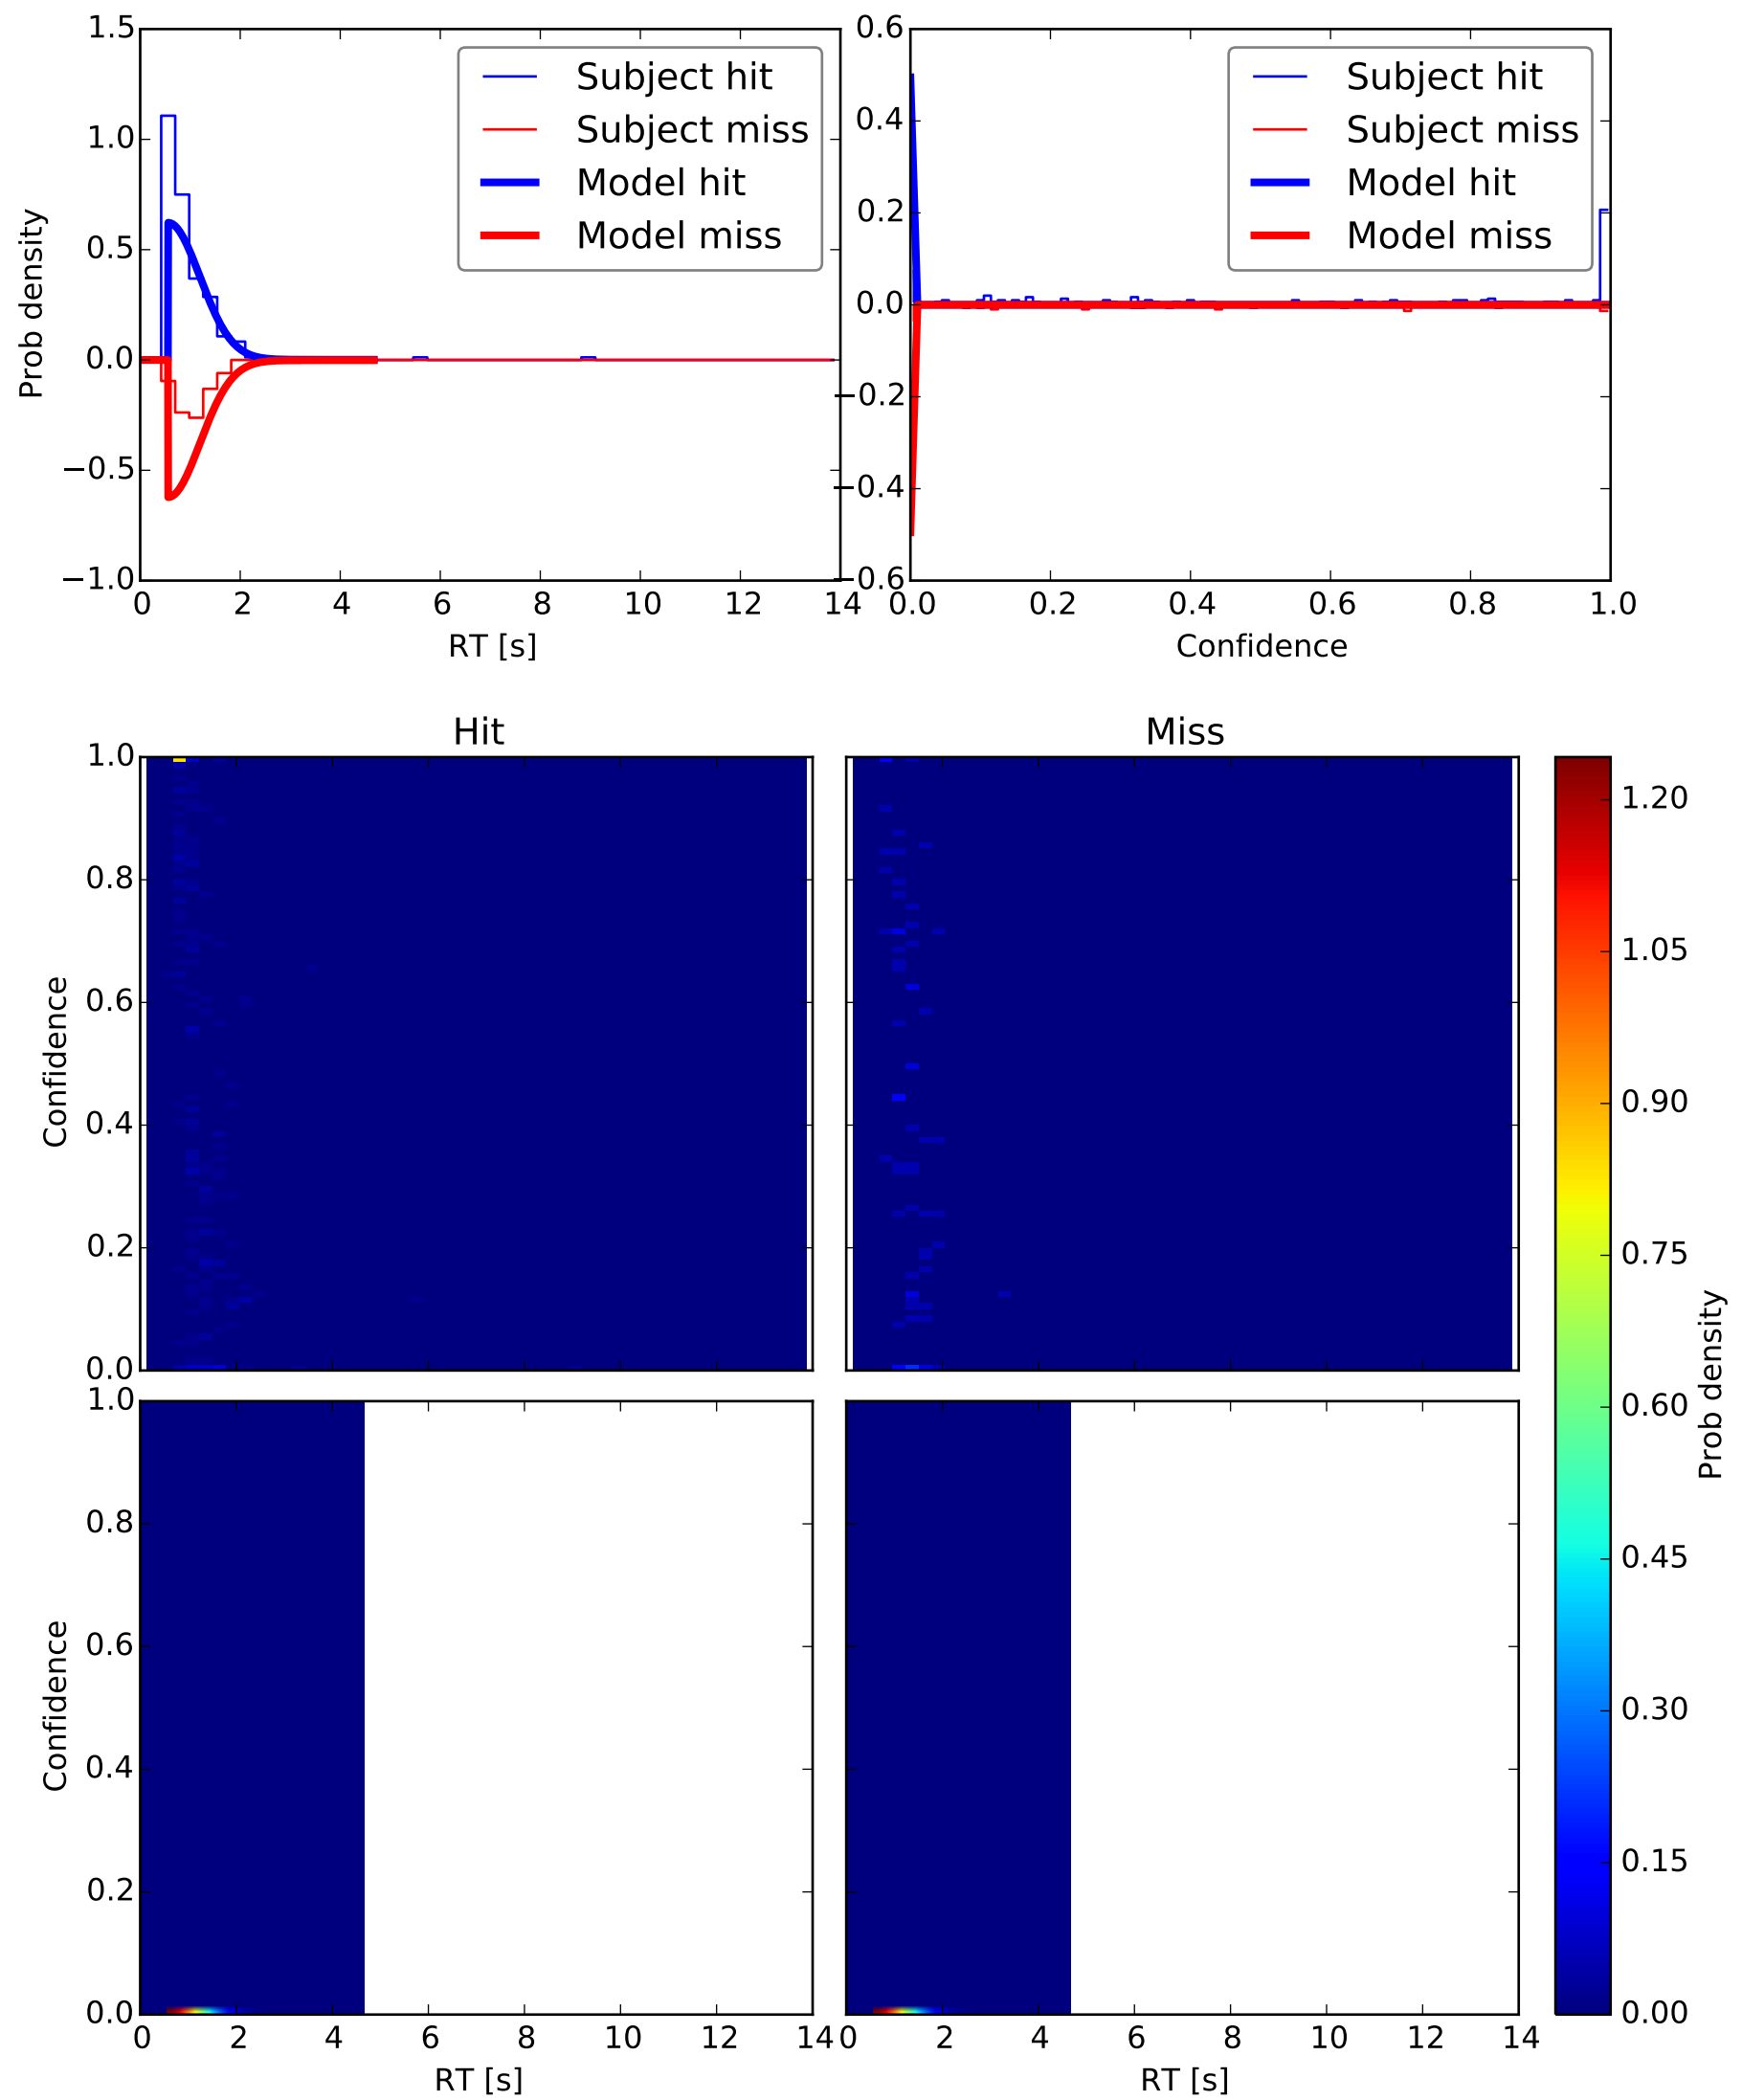 1.5
1.0
0.5
0.0
−0.5
−1.0
Prob density
Subject hit
Subject miss
Model hit
Model miss
0 2 4 6 8 10 12 14
RT [s]
0.6
0.4
0.2
0.0
−0.2
−0.4
−0.6
Subject hit
Subject miss
Model hit
Model miss
0.0 0.2 0.4 0.6 0.8 1.0
Confidence
Hit
1.0
0.8
0.6
0.4
0.2
0.0
Confidence
Miss
1.0
0.8
0.6
0.4
0.2
0.0
Confidence
0 2 4 6 8 10 12 14
RT [s]
0 2 4 6 8 10 12 14
RT [s]
1.20
1.05
0.90
0.75
0.60
0.45
0.30
0.15
0.00
Prob density